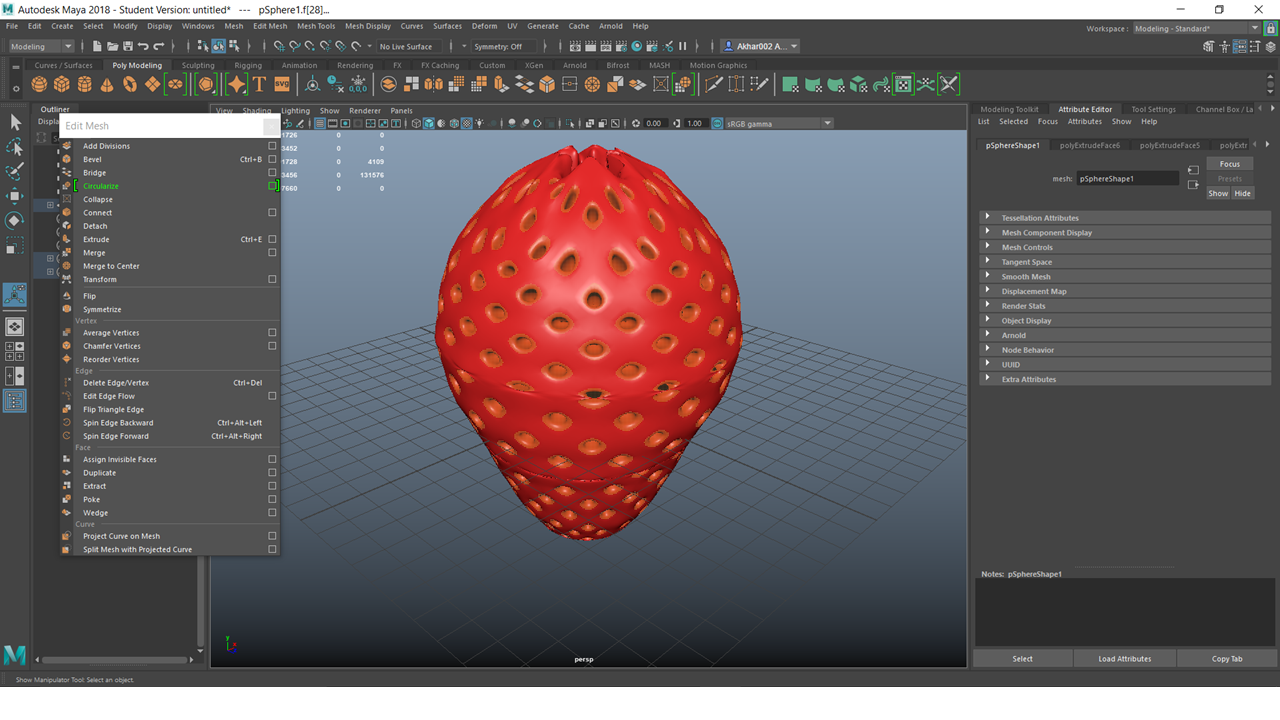 Autodesk Maya 2018 - Student Version: untitled*   ---   pSphere1.f[28]...
File Edit Create Select Modify Display Windows Mesh Edit Mesh Mesh Tools Mesh Display Curves Surfaces Deform UV Generate Cache Arnold Help
Workspace : Modeling - Standard*
Modeling No Live Surface Symmetry: Off Akhar002 A...
Curves / Surfaces Poly Modeling Sculpting Rigging Animation Rendering FX FX Caching Custom XGen Arnold Bifrost MASH Motion Graphics
Outliner
View Shading Lighting Show Renderer Panels
0.00 1.00 sRGB gamma
Edit Mesh
Add Divisions
Bevel Ctrl+B
Bridge
Circularize
Collapse
Connect
Detach
Extrude Ctrl+E
Merge
Merge to Center
Transform
Flip
Symmetrize
Vertex
Average Vertices
Chamfer Vertices
Reorder Vertices
Edge
Delete Edge/Vertex Ctrl+Del
Edit Edge Flow
Flip Triangle Edge
Spin Edge Backward Ctrl+Alt+Left
Spin Edge Forward Ctrl+Alt+Right
Face
Assign Invisible Faces
Duplicate
Extract
Poke
Wedge
Curve
Project Curve on Mesh
Split Mesh with Projected Curve
1726 0 0
3452 0 0
1728 0 4109
3456 0 131576
7660 0 0
persp
Modeling Toolkit Attribute Editor Tool Settings Channel Box / La
List Selected Focus Attributes Show Help
pSphereShape1 polyExtrudeFace6 polyExtrudeFace5 polyExtr
mesh: pSphereShape1
Focus
Presets
Show Hide
Tessellation Attributes
Mesh Component Display
Mesh Controls
Tangent Space
Smooth Mesh
Displacement Map
Render Stats
Object Display
Arnold
Node Behavior
UUID
Extra Attributes
Notes: pSphereShape1
Select Load Attributes Copy Tab
Show Manipulator Tool: Select an object.